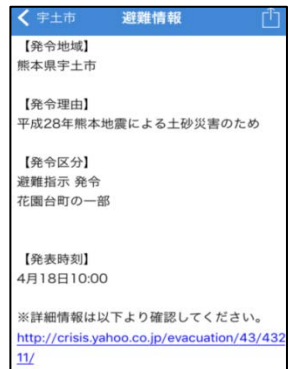 宇土市 避難情報
【発令地域】
熊本県宇土市
【発令理由】
平成28年熊本地震による土砂災害のため
【発令区分】
避難指示 発令
花園台町の一部
【発表時刻】
4月18日10:00
※詳細情報は以下より確認してください。
http://crisis.yahoo.co.jp/evacuation/43/432
11/